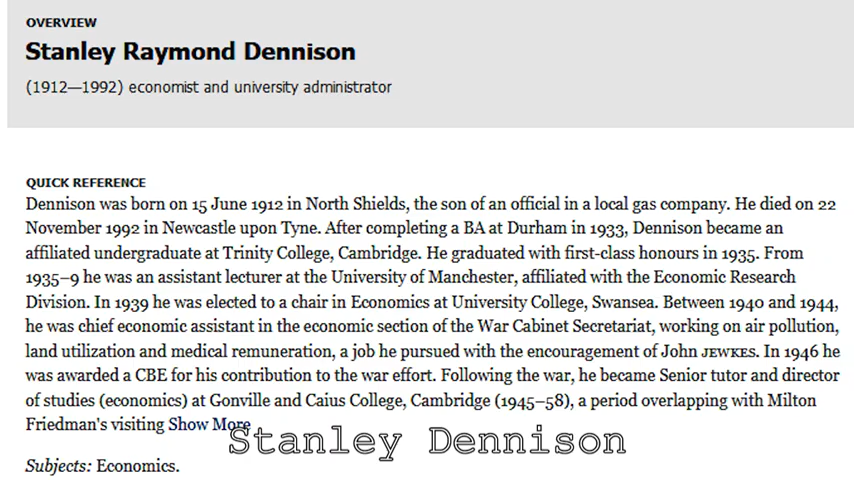 OVERVIEW
Stanley Raymond Dennison
(1912—1992) economist and university administrator
QUICK REFERENCE
Dennison was born on 15 June 1912 in North Shields, the son of an official in a local gas company. He died on 22
November 1992 in Newcastle upon Tyne. After completing a BA at Durham in 1933, Dennison became an
affiliated undergraduate at Trinity College, Cambridge. He graduated with first-class honours in 1935. From
1935–9 he was an assistant lecturer at the University of Manchester, affiliated with the Economic Research
Division. In 1939 he was elected to a chair in Economics at University College, Swansea. Between 1940 and 1944,
he was chief economic assistant in the economic section of the War Cabinet Secretariat, working on air pollution,
land utilization and medical remuneration, a job he pursued with the encouragement of John JEWKES. In 1946 he
was awarded a CBE for his contribution to the war effort. Following the war, he became Senior tutor and director
of studies (economics) at Gonville and Caius College, Cambridge (1945–58), a period overlapping with Milton
Friedman's visiting Show More
Stanley Dennison
Subjects: Economics.